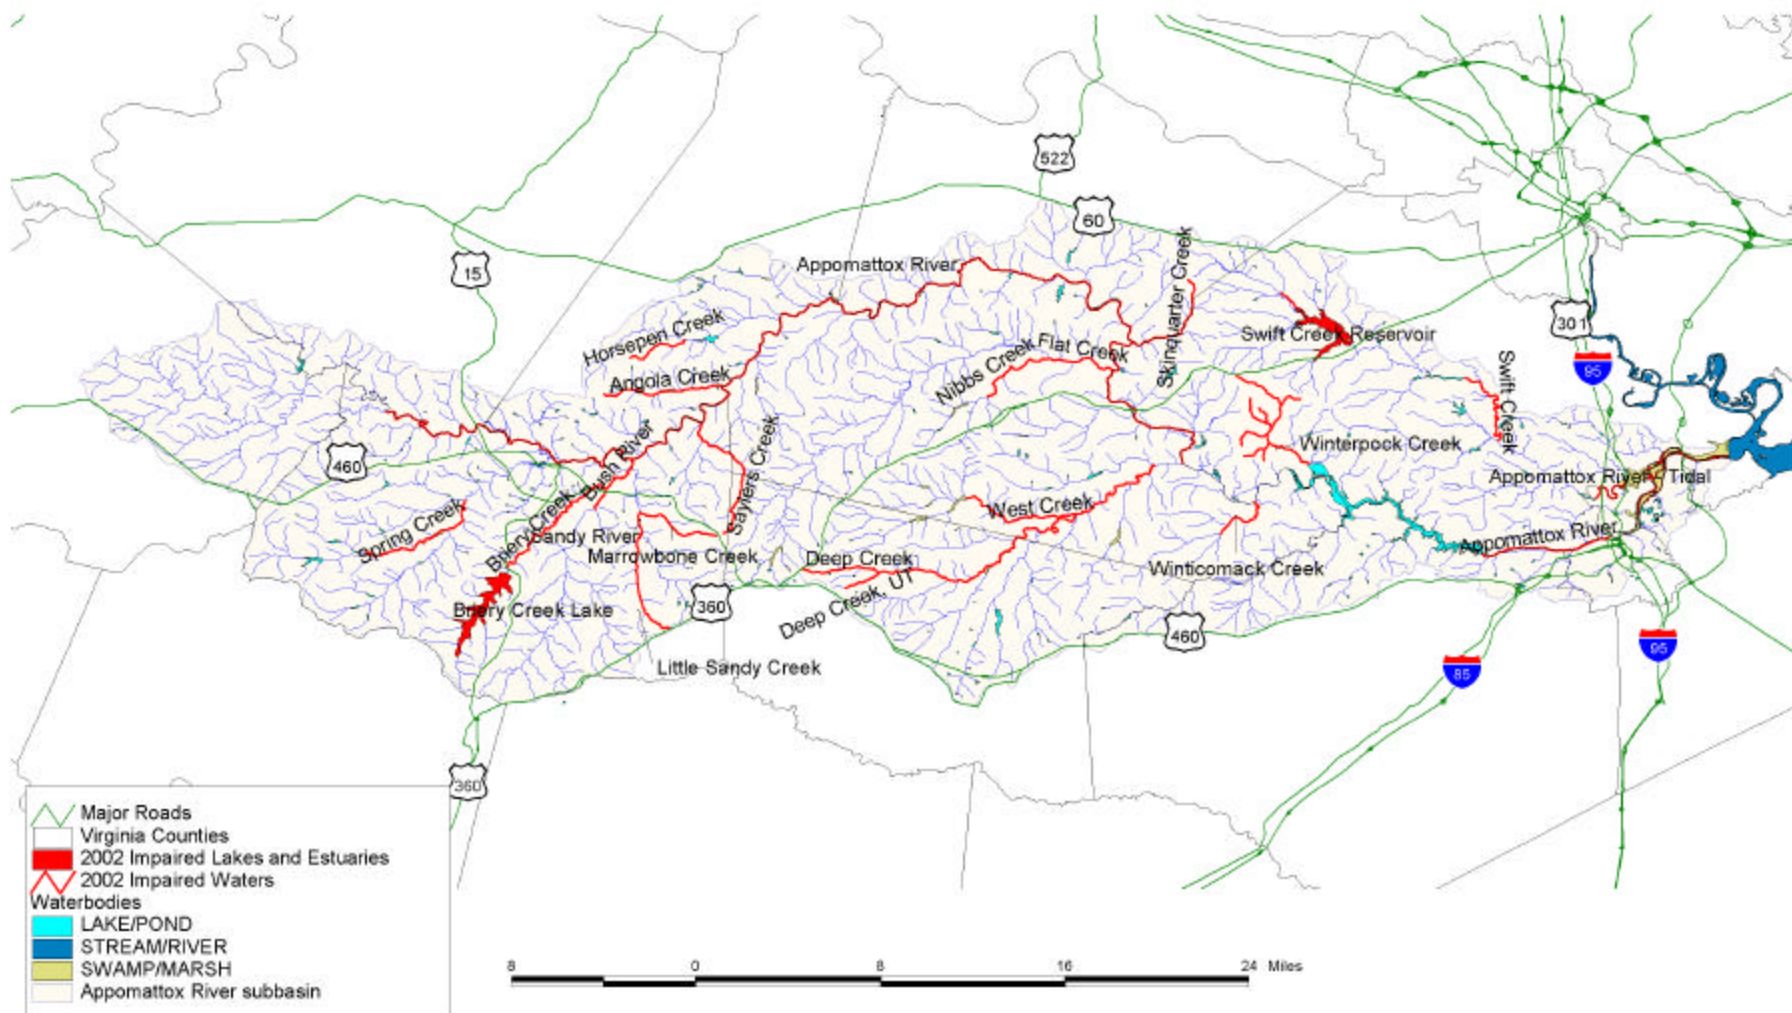 522
60
15
Appomattox River
Skinquarter Creek
Horsepen Creek
301
Swift Creek Reservoir
Flat Creek
Nibbs Creek
95
Angola Creek
Swift Creek
Winterpock Creek
460
Bush River
Saylers Creek
Appomattox River, Tidal
West Creek
Spring Creek
Briery Creek
Sandy River
Marrowbone Creek
Appomattox River
Deep Creek
Winticomack Creek
Deep Creek, UT
360
Briery Creek Lake
460
95
85
Little Sandy Creek
360
Major Roads
Virginia Counties
2002 Impaired Lakes and Estuaries
2002 Impaired Waters
Waterbodies
LAKE/POND
STREAM/RIVER
SWAMP/MARSH
Appomattox River subbasin
8 0 8 16 24 Miles